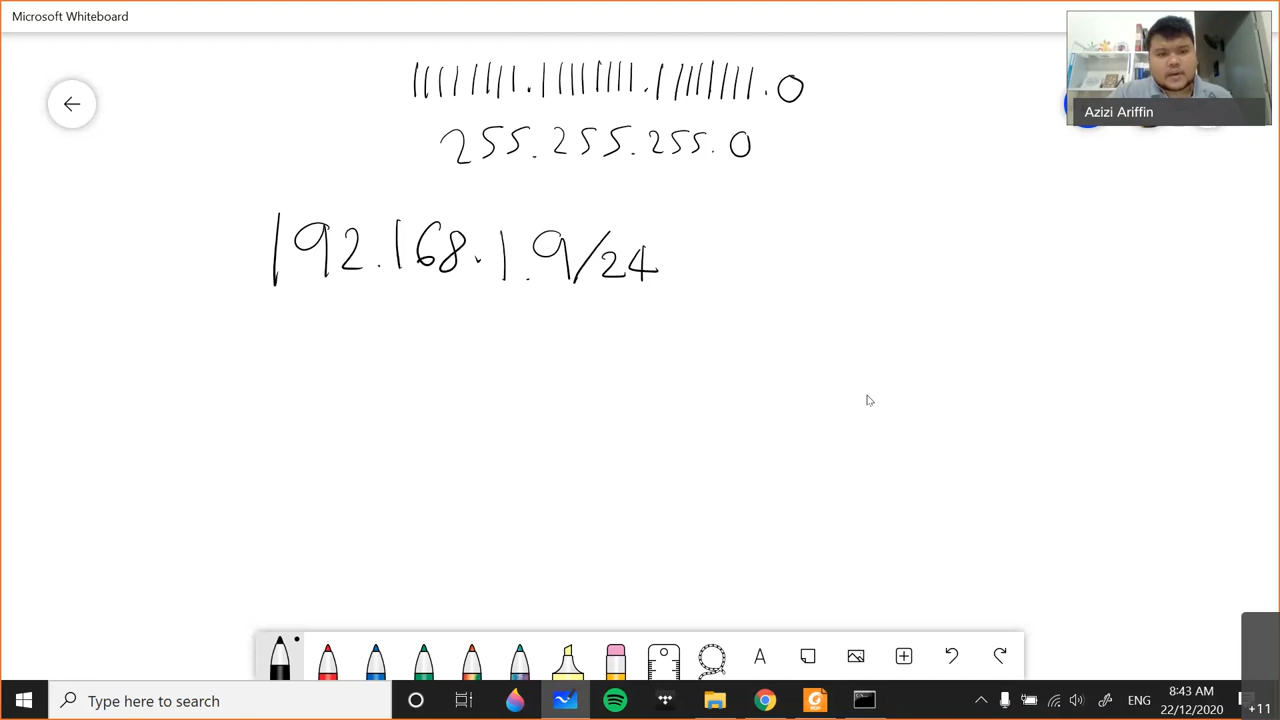 Microsoft Whiteboard
Azizi Ariffin
11111111.11111111.11111111.0
255.255.255.0
192.168.1.9/24
A
Type here to search
ENG
8:43 AM
22/12/2020
+11